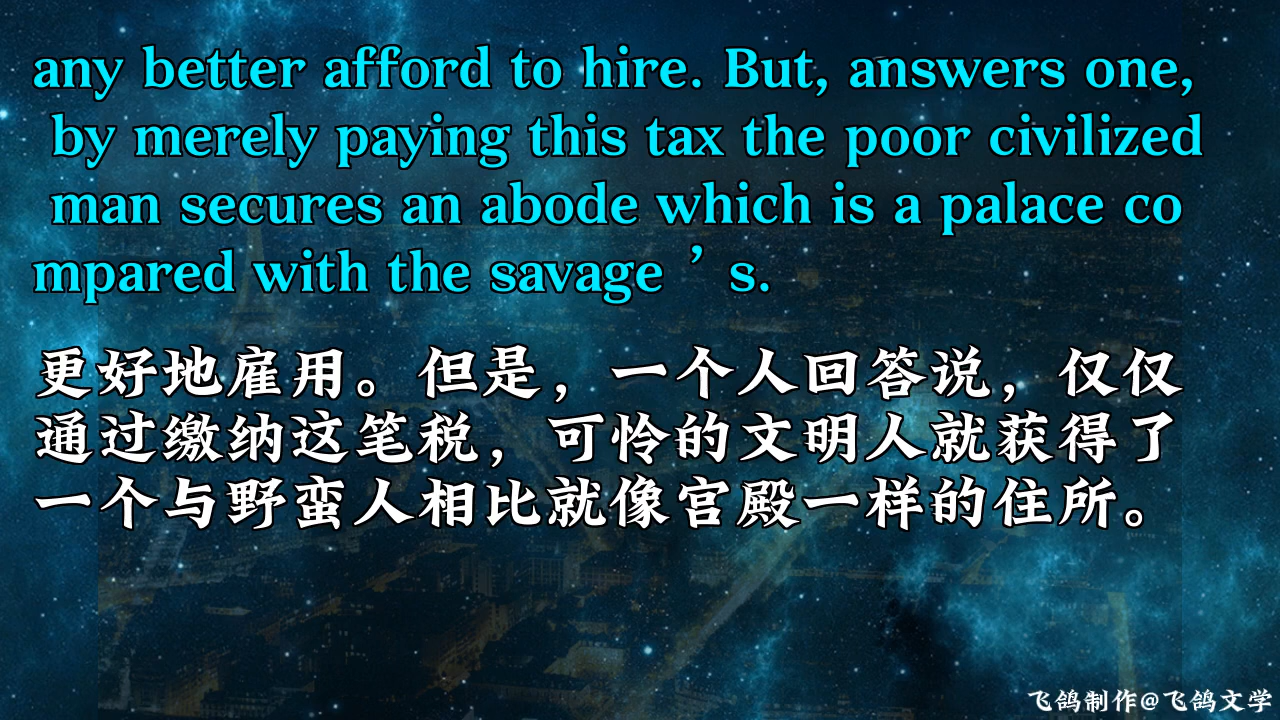 any better afford to hire. But, answers one,
by merely paying this tax the poor civilized
man secures an abode which is a palace co
mpared with the savage ’ s.
更好地雇用。但是，一个人回答说，仅仅
通过缴纳这笔税，可怜的文明人就获得了
一个与野蛮人相比就像宫殿一样的住所。
飞鸽制作@飞鸽文学